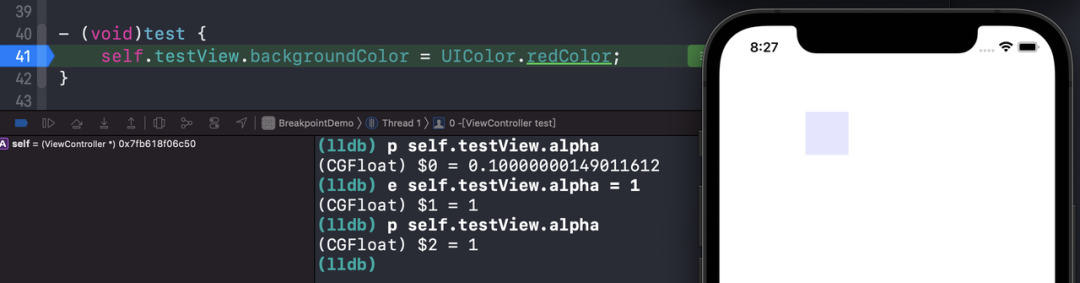 39
40 - (void)test {
41 self.testView.backgroundColor = UIColor.redColor;
42 }
43
8:27
BreakpointDemo 〉 Thread 1 〉 0 -[ViewController test]
A self = (ViewController *) 0x7fb618f06c50
(lldb) p self.testView.alpha
(CGFloat) $0 = 0.10000000149011612
(lldb) e self.testView.alpha = 1
(CGFloat) $1 = 1
(lldb) p self.testView.alpha
(CGFloat) $2 = 1
(lldb)